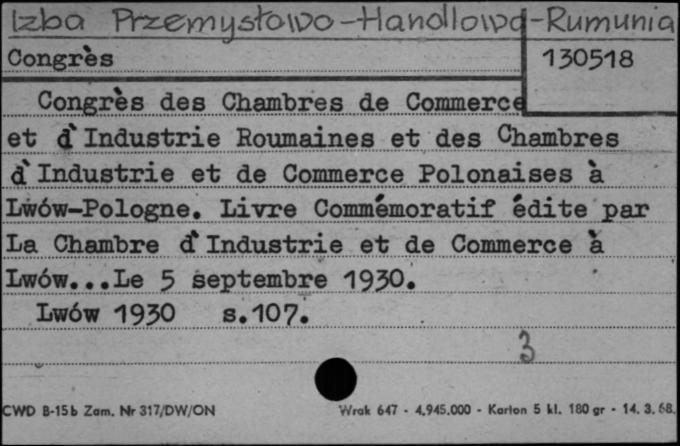 Izba Przemysłowo-Handlowa-Rumunia
Congrès
130518
Congrès des Chambres de Commerce
et d`Industrie Roumaines et des Chambres
d`Industrie et de Commerce Polonaises à
Lwów-Pologne. Livre Commémoratif édite par
La Chambre d`Industrie et de Commerce à
Lwów...Le 5 septembre 1930.
Lwów 1930 s.107.
3
CWD B-15b Zam. Nr 317/DW/ON
Wrak 647 - 4.945.000 - Karton 5 kl. 180 gr - 14. 3. 68.